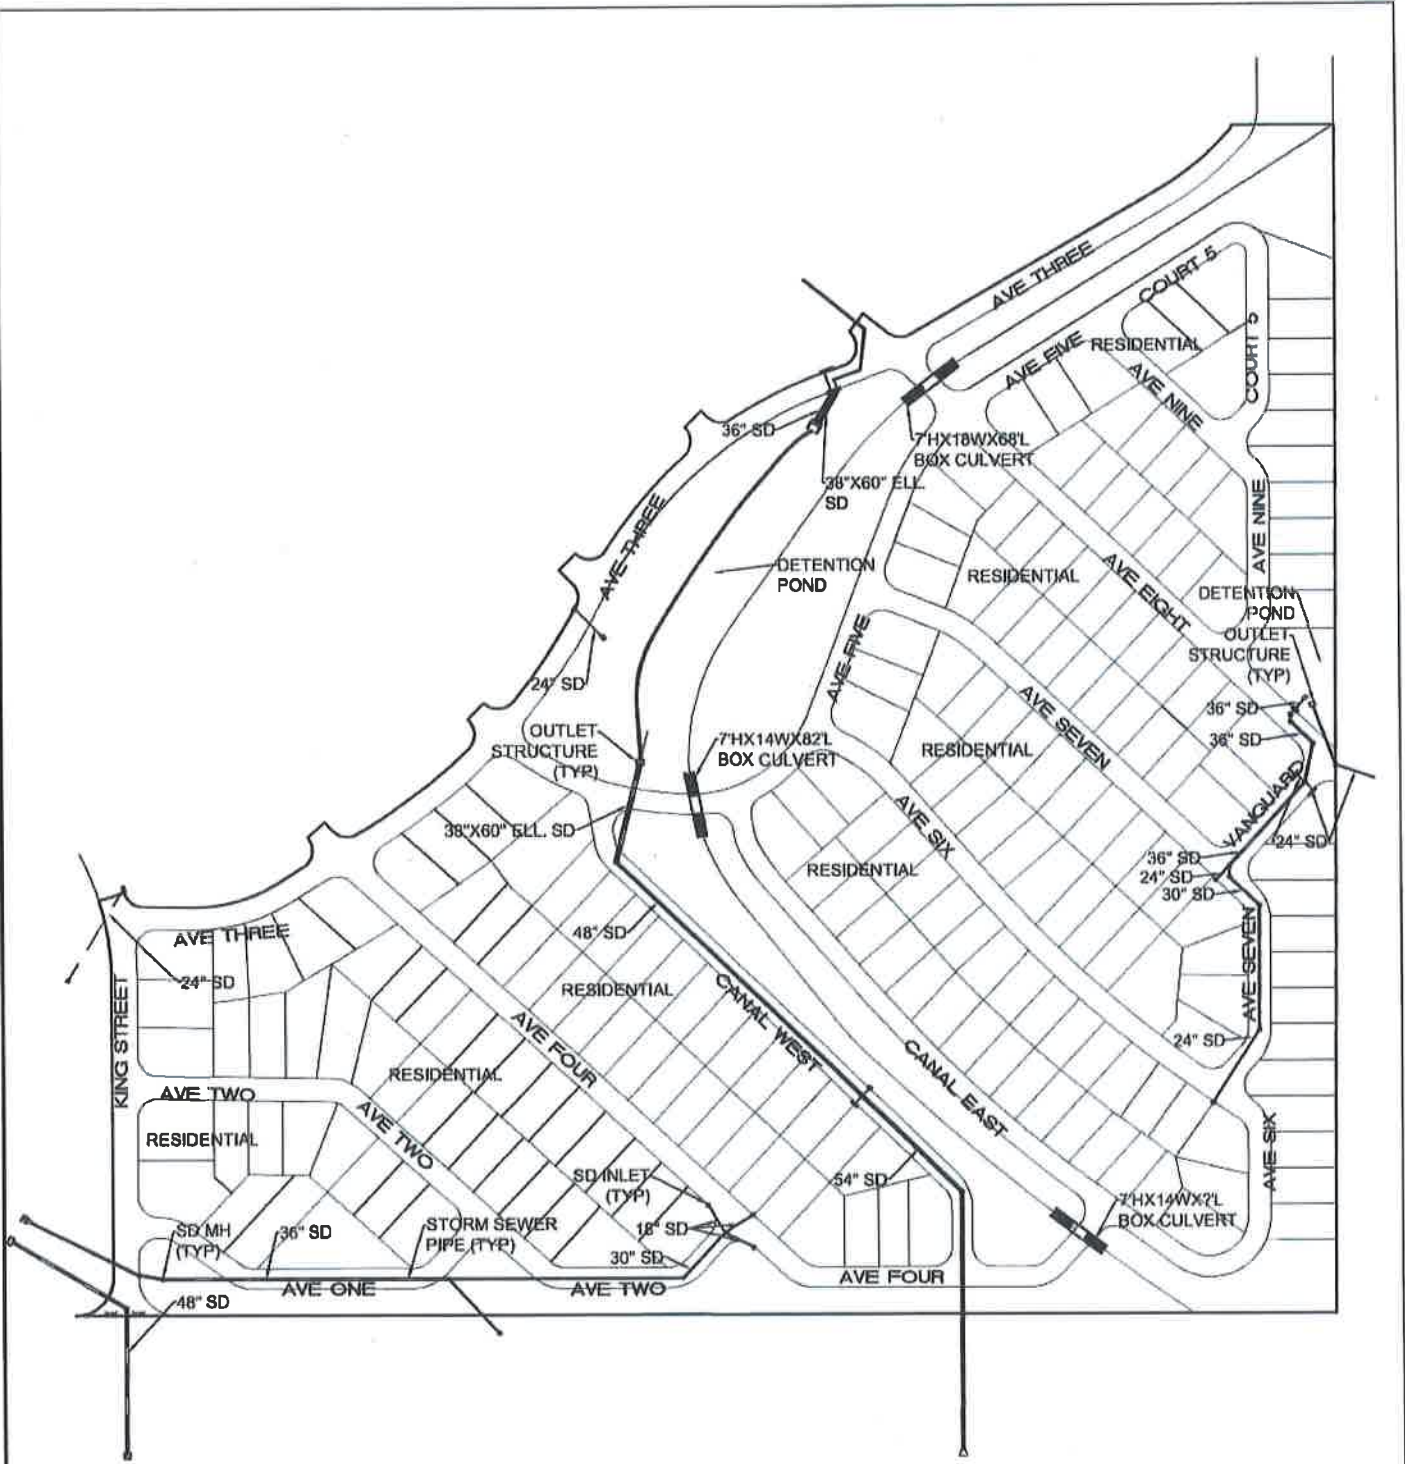 AVE THREE
COURT 5
COURT 5
AVE FIVE
RESIDENTIAL
AVE NINE
36" SD
7'HX18WX68'L
BOX CULVERT
38"X60" ELL.
SD
AVE THREE
AVE NINE
DETENTION
POND
RESIDENTIAL
AVE EIGHT
DETENTION
POND
OUTLET
STRUCTURE
(TYP)
AVE FIVE
24" SD
AVE SEVEN
36" SD
36" SD
OUTLET
STRUCTURE
(TYP)
7'HX14WX82'L
BOX CULVERT
RESIDENTIAL
VANGUARD
38"X60" ELL. SD
AVE SIX
24" SD
36" SD
24" SD
30" SD
RESIDENTIAL
AVE THREE
48" SD
24" SD
RESIDENTIAL
CANAL WEST
AVE SEVEN
KING STREET
AVE FOUR
24" SD
RESIDENTIAL
CANAL EAST
AVE TWO
AVE TWO
RESIDENTIAL
AVE SIX
SD INLET
(TYP)
54" SD
7'HX14WX?'L
BOX CULVERT
18" SD
SD MH
(TYP)
36" SD
STORM SEWER
PIPE (TYP)
30" SD
AVE ONE
AVE TWO
AVE FOUR
48" SD